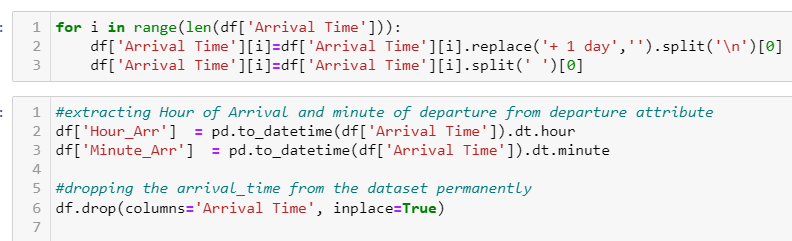 1 for i in range(len(df['Arrival Time'])):
2     df['Arrival Time'][i]=df['Arrival Time'][i].replace('+ 1 day','').split('\n')[0]
3     df['Arrival Time'][i]=df['Arrival Time'][i].split(' ')[0]
1 #extracting Hour of Arrival and minute of departure from departure attribute
2 df['Hour_Arr']  = pd.to_datetime(df['Arrival Time']).dt.hour
3 df['Minute_Arr']  = pd.to_datetime(df['Arrival Time']).dt.minute
4
5 #dropping the arrival_time from the dataset permanently
6 df.drop(columns='Arrival Time', inplace=True)
7